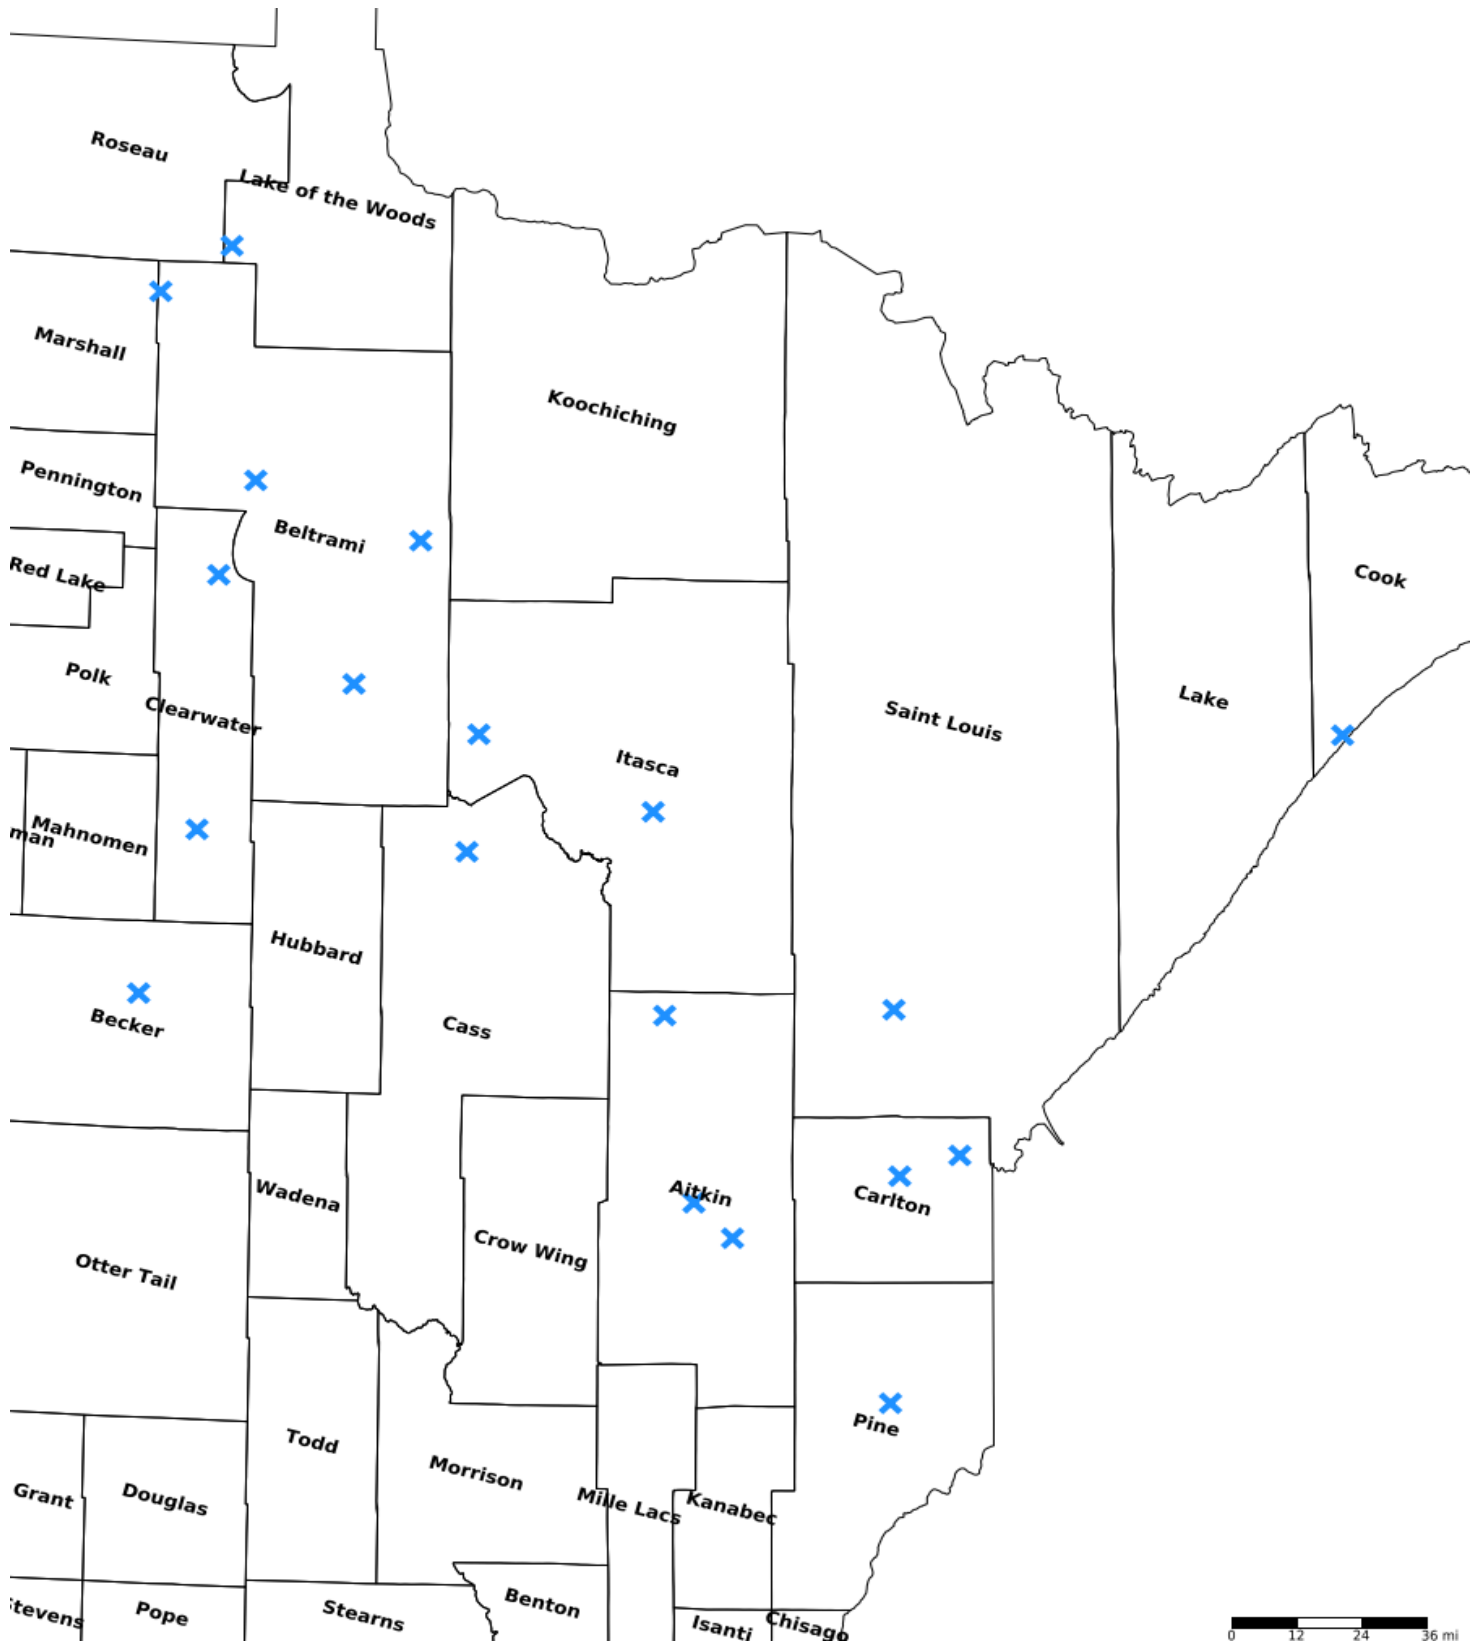 Roseau
Lake of the Woods
Marshall
Koochiching
Pennington
Beltrami
Red Lake
Cook
Polk
Clearwater
Lake
Saint Louis
Itasca
Mahnomen
man
Hubbard
Becker
Cass
Wadena
Aitkin
Carlton
Crow Wing
Otter Tail
Pine
Todd
Morrison
Grant
Douglas
Mille Lacs
Kanabec
Benton
tevens
Pope
Stearns
Isanti
Chisago
0 12 24 36 mi